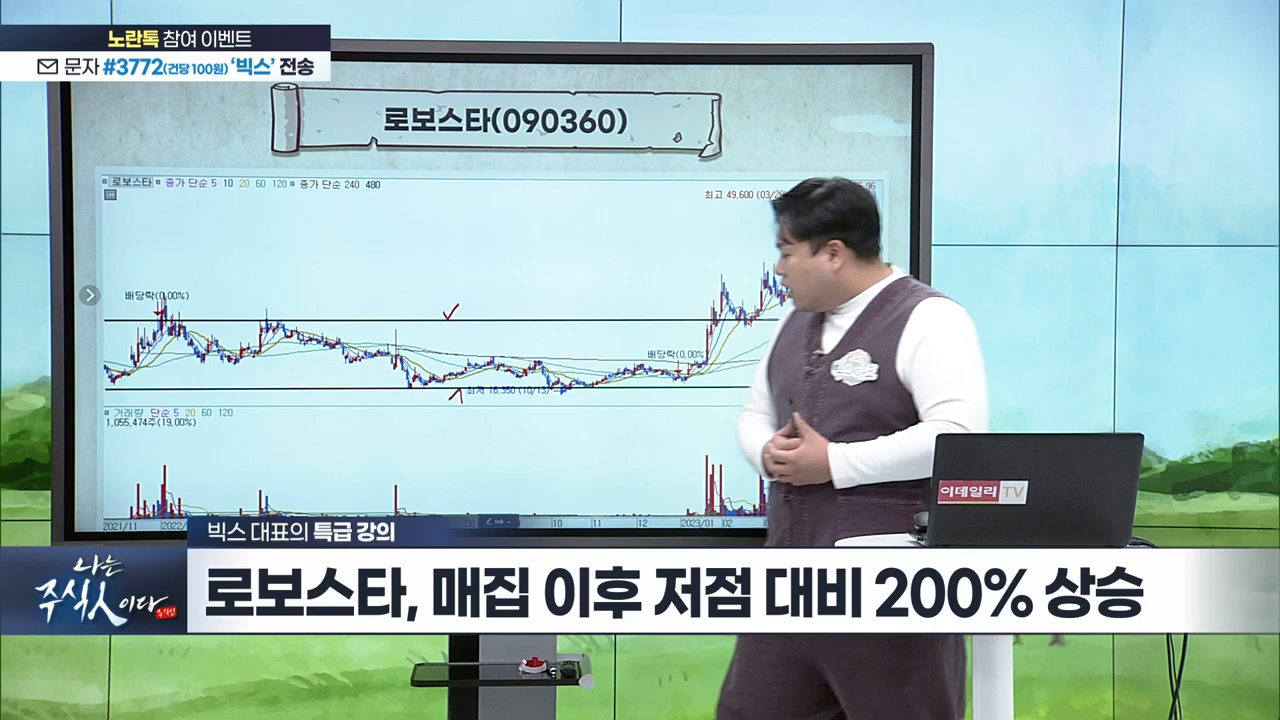 노란톡 참여 이벤트
문자 #3772(건당 100원) ‘빅스’ 전송
로보스타(090360)
로보스타 종가 단순 5 10 20 60 120 종가 단순 240 480
최고 49,600
배당락(0,00%)
배당락(0,00%
최저 16,350 (10/13)
거래량 단순 5 20 60 120
1,055,474주(19,00%)
2021/11 2022/ 10 11 12 2023/01 02
이데일리 TV
빅스 대표의 특급 강의
나는 주식人이다
로보스타, 매집 이후 저점 대비 200% 상승